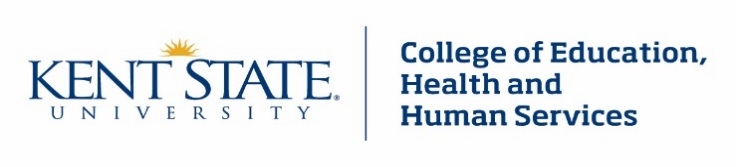 KENT STATE®
UNIVERSITY
College of Education,
Health and
Human Services